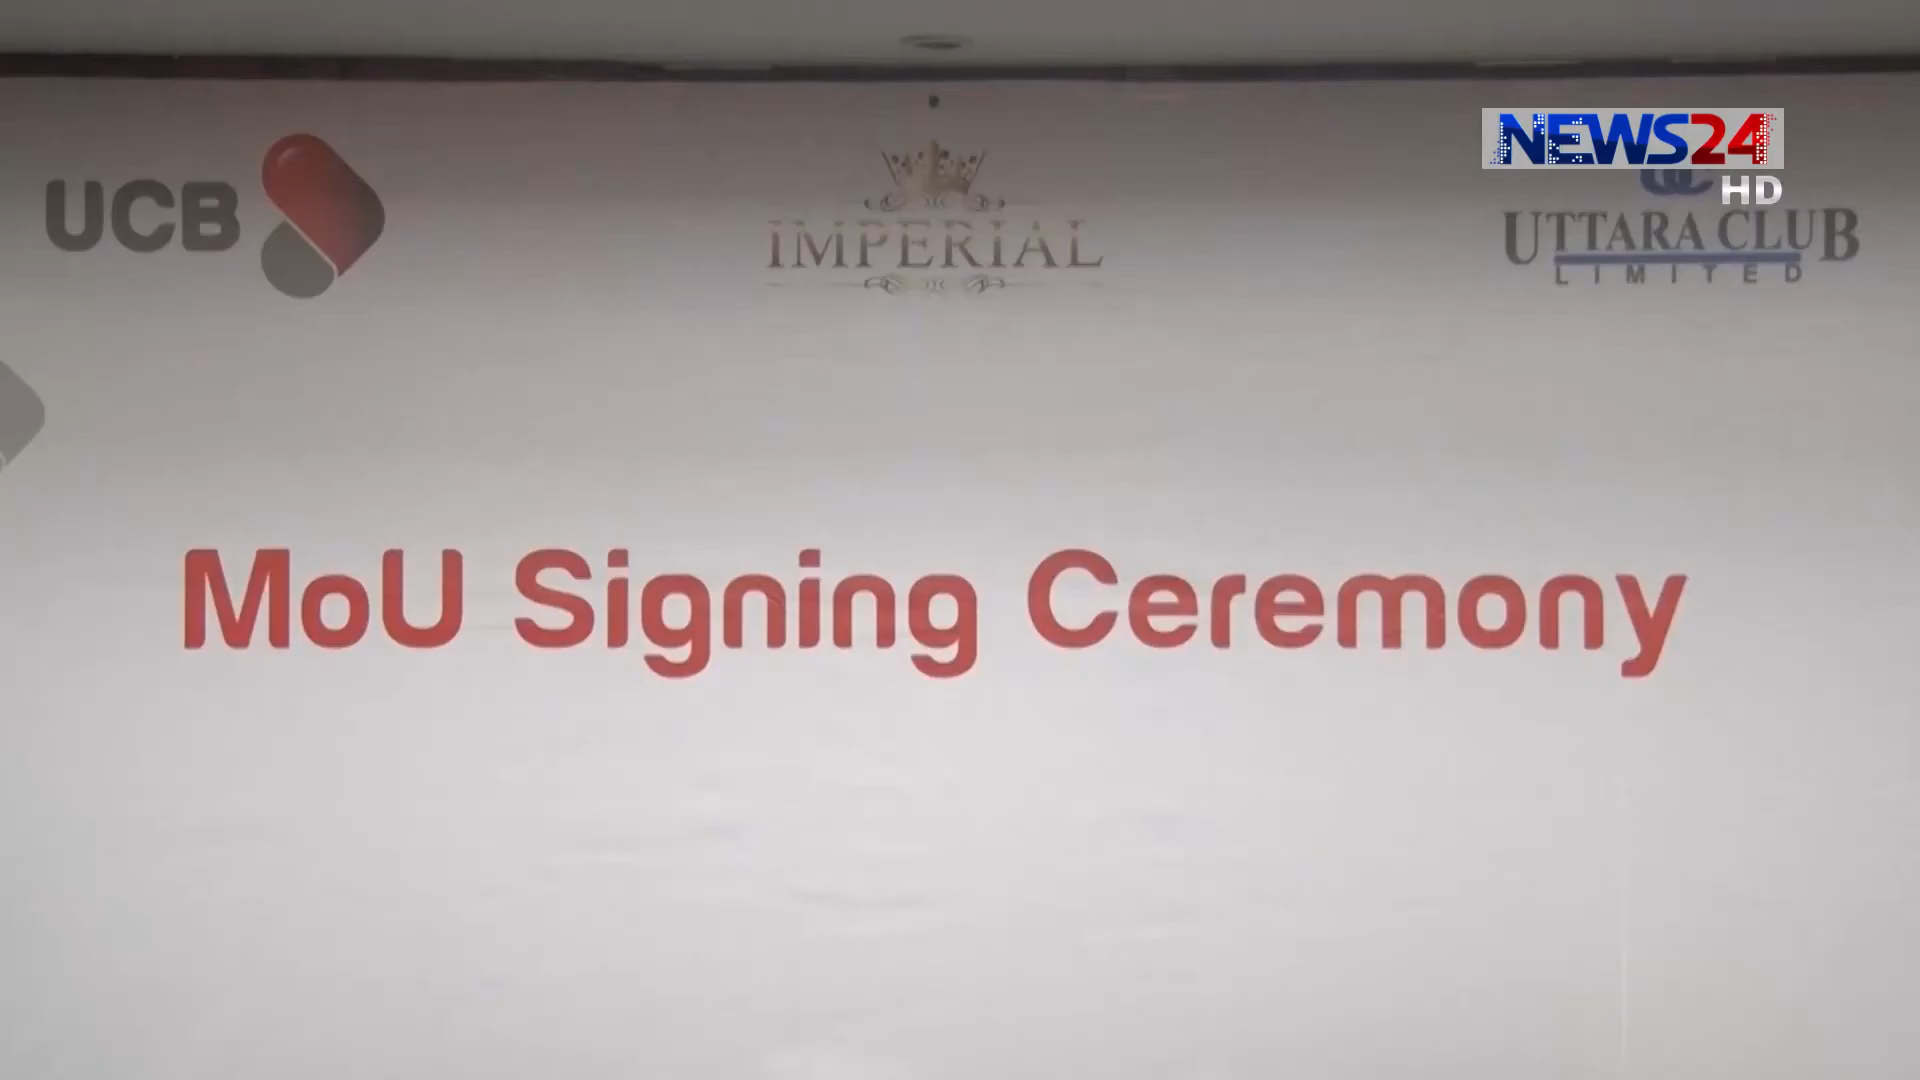 NEWS24
HD
UCB
IMPERIAL
UTTARA CLUB
LIMITED
MoU Signing Ceremony